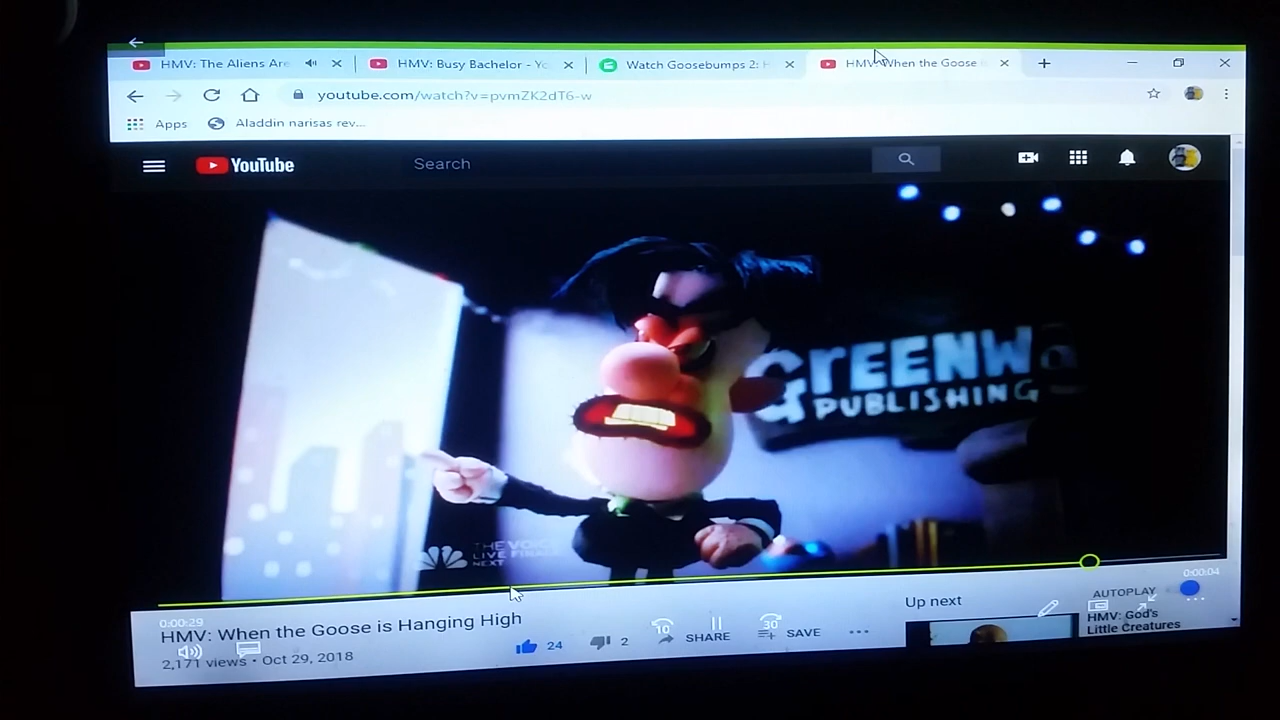 HMV: The Aliens Are
HMV: Busy Bachelor - Yo
Watch Goosebumps 2: H
HMV: When the Goose
youtube.com/watch?v=pvmZK2dT6-w
Apps
Aladdin narisas rev...
YouTube
Search
GREENW
PUBLISHING
THE VOICE
LIVE FINALE
NEXT
0:00:29
0:00:04
HMV: When the Goose is Hanging High
2,171 views • Oct 29, 2018
24
2
10
30
SHARE
SAVE
Up next
AUTOPLAY
HMV: God's
Little Creatures